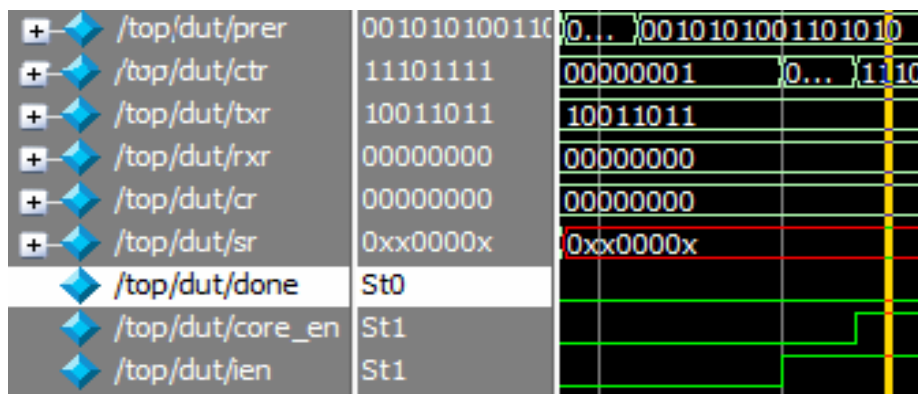 /top/dut/prer 001010100110 0... 0010101001101010
/top/dut/ctr 11101111 00000001 0... 1110
/top/dut/txr 10011011 10011011
/top/dut/rxr 00000000 00000000
/top/dut/cr 00000000 00000000
/top/dut/sr 0xx0000x 0xx0000x
/top/dut/done St0
/top/dut/core_en St1
/top/dut/ien St1